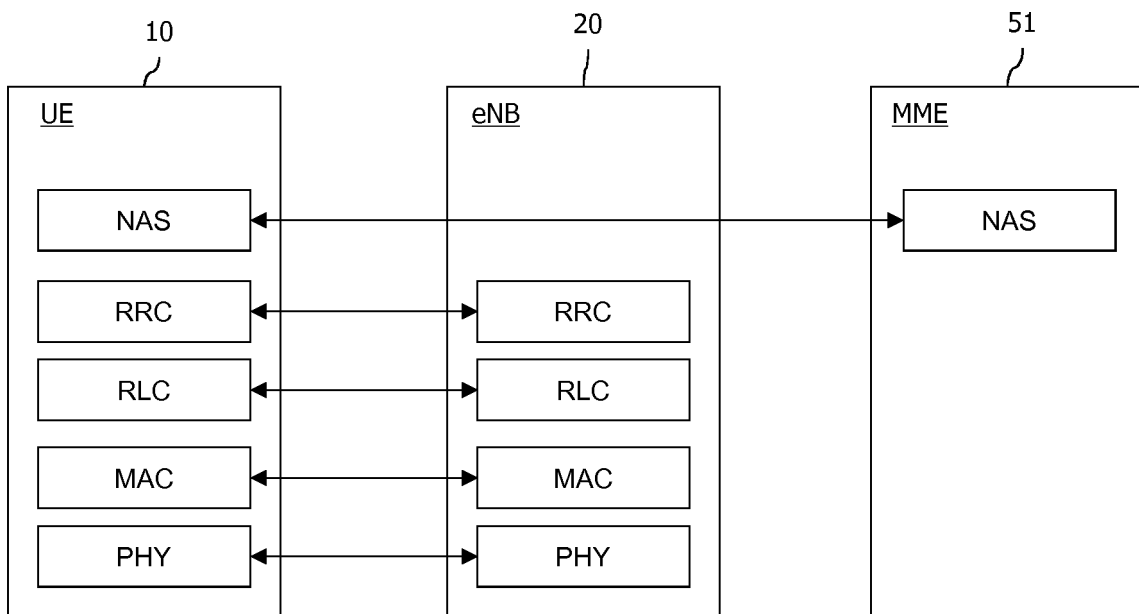 10
20
51
UE
eNB
MME
NAS
NAS
RRC
RRC
RLC
RLC
MAC
MAC
PHY
PHY